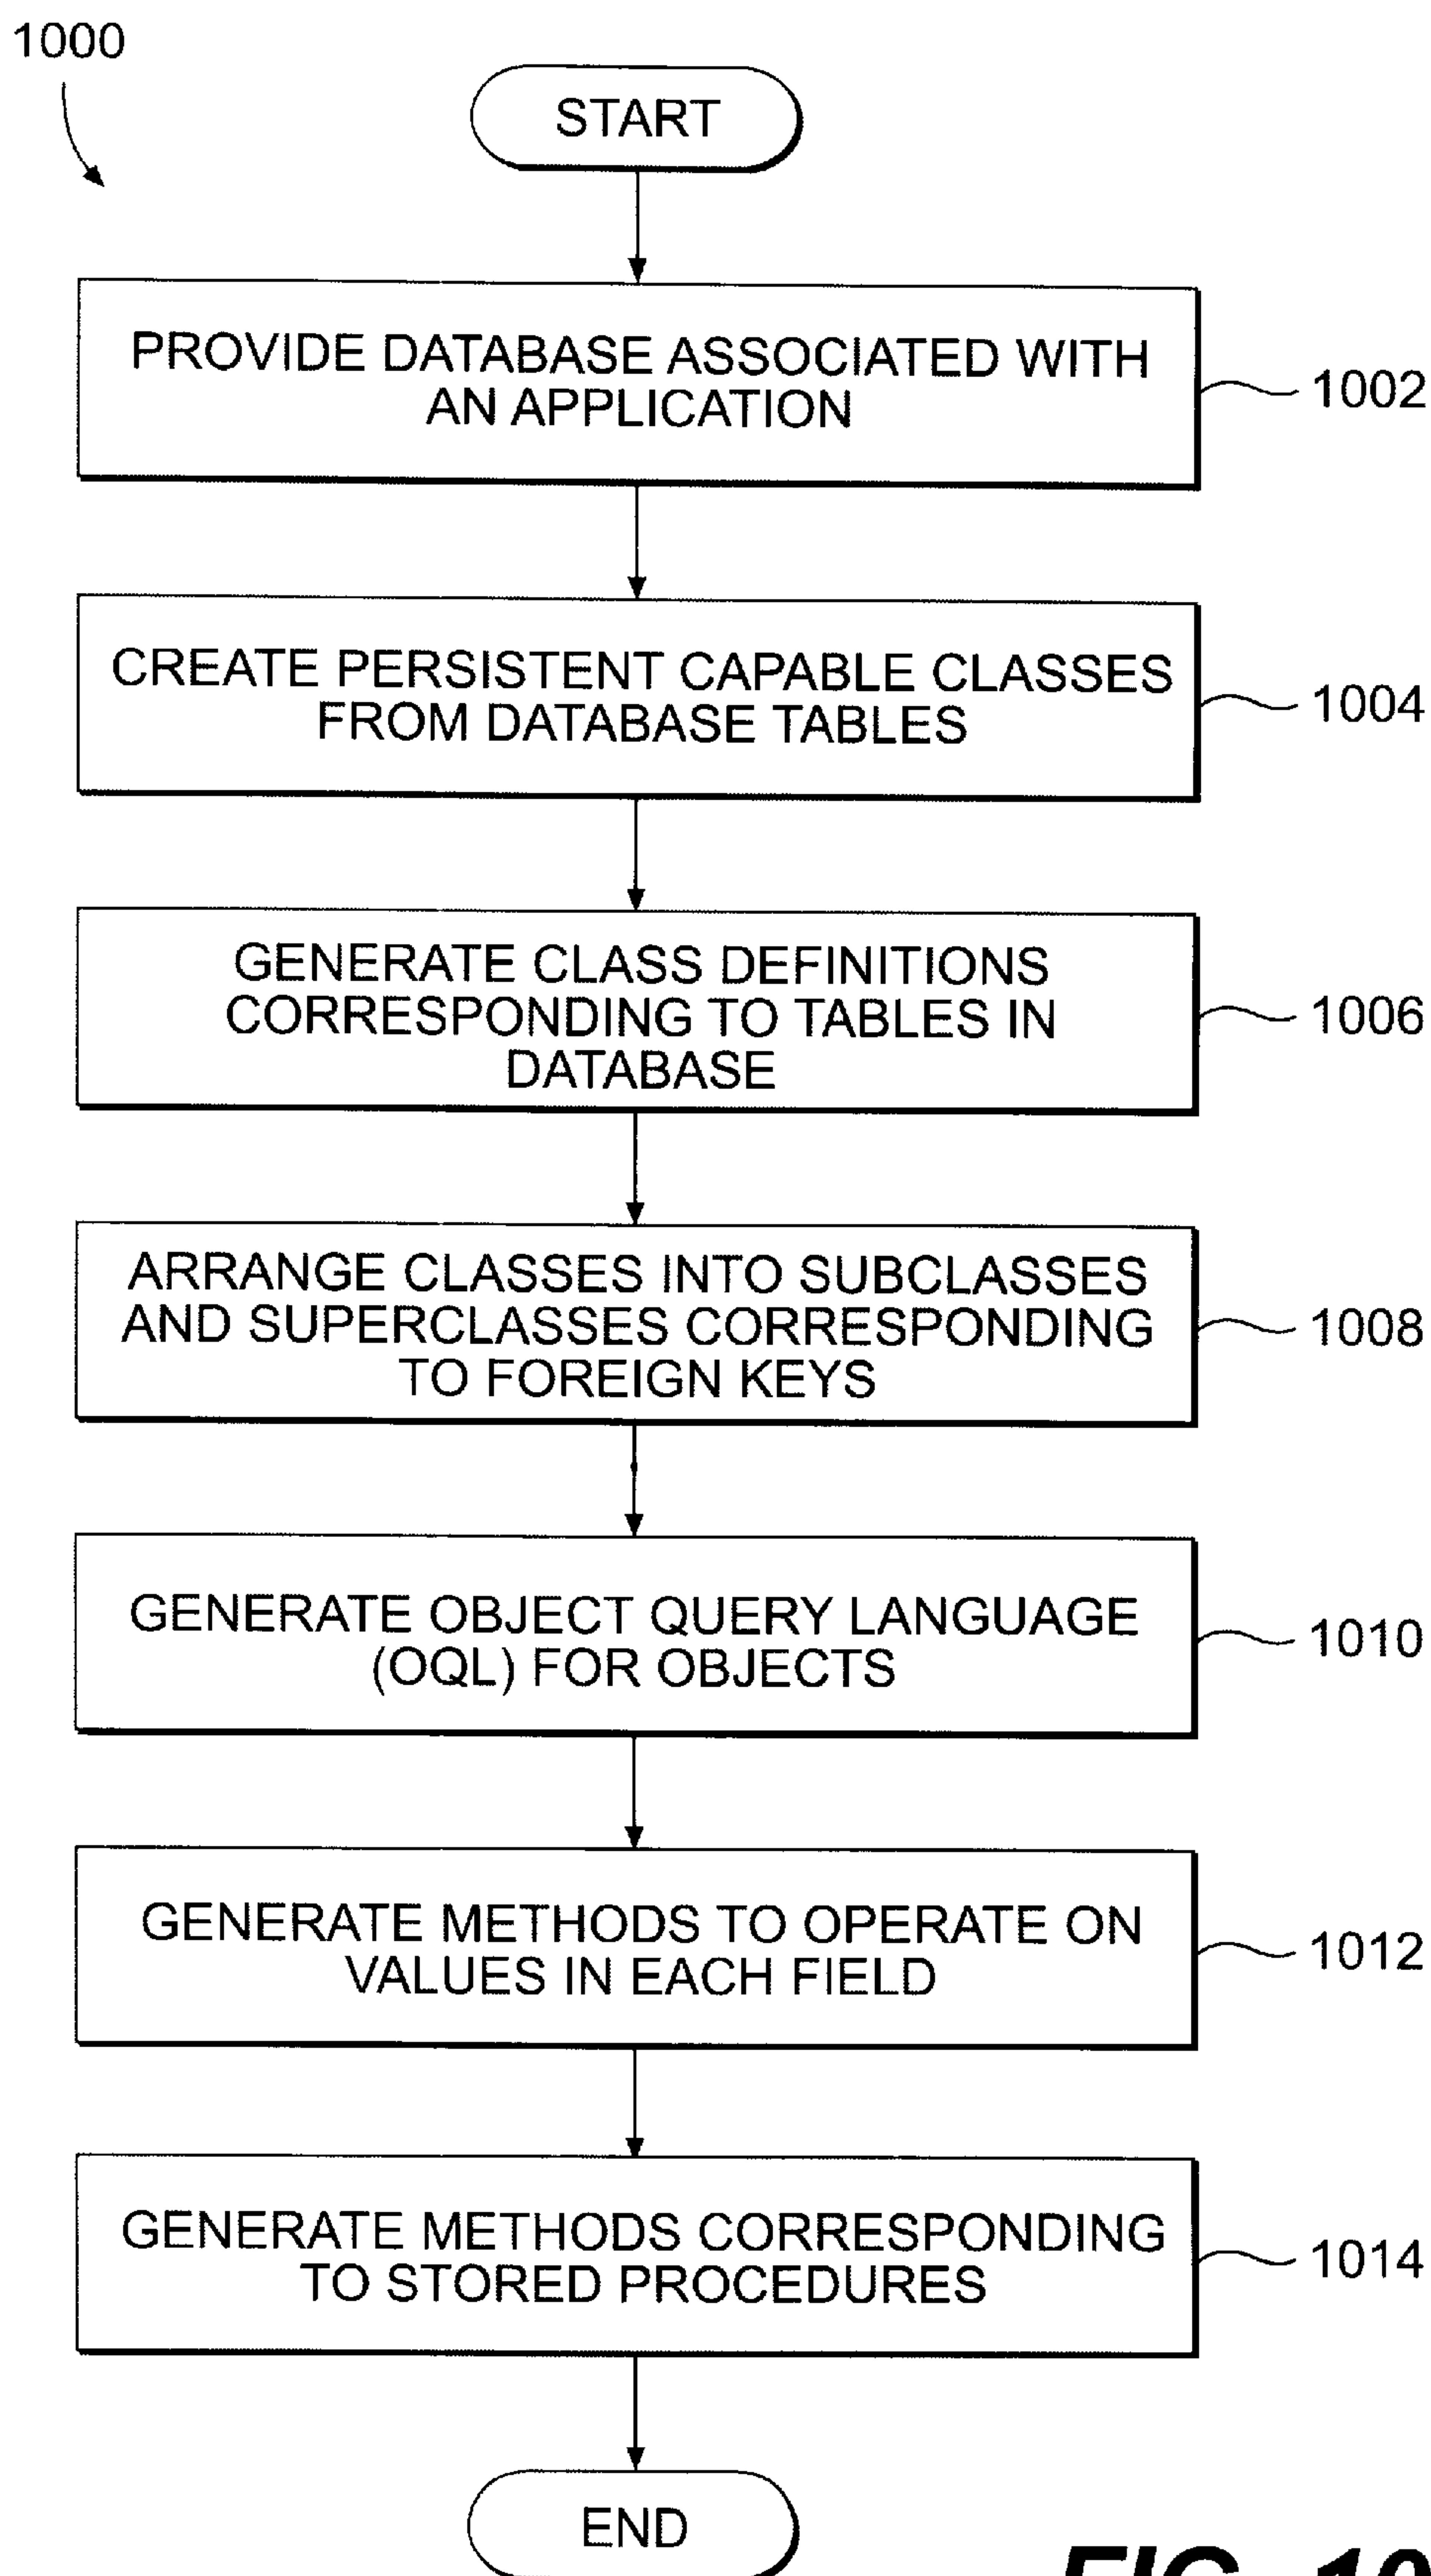 1000
START
PROVIDE DATABASE ASSOCIATED WITH
AN APPLICATION
1002
CREATE PERSISTENT CAPABLE CLASSES
FROM DATABASE TABLES
1004
GENERATE CLASS DEFINITIONS
CORRESPONDING TO TABLES IN
DATABASE
1006
ARRANGE CLASSES INTO SUBCLASSES
AND SUPERCLASSES CORRESPONDING
TO FOREIGN KEYS
1008
GENERATE OBJECT QUERY LANGUAGE
(OQL) FOR OBJECTS
1010
GENERATE METHODS TO OPERATE ON
VALUES IN EACH FIELD
1012
GENERATE METHODS CORRESPONDING
TO STORED PROCEDURES
1014
END
FIG. 10